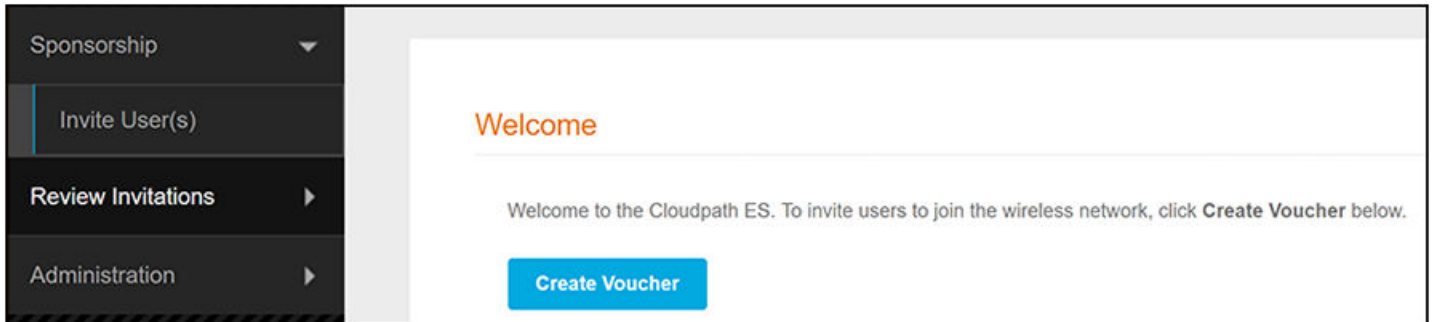 Sponsorship
Invite User(s)
Review Invitations
Administration
Welcome
Welcome to the Cloudpath ES. To invite users to join the wireless network, click Create Voucher below.
Create Voucher